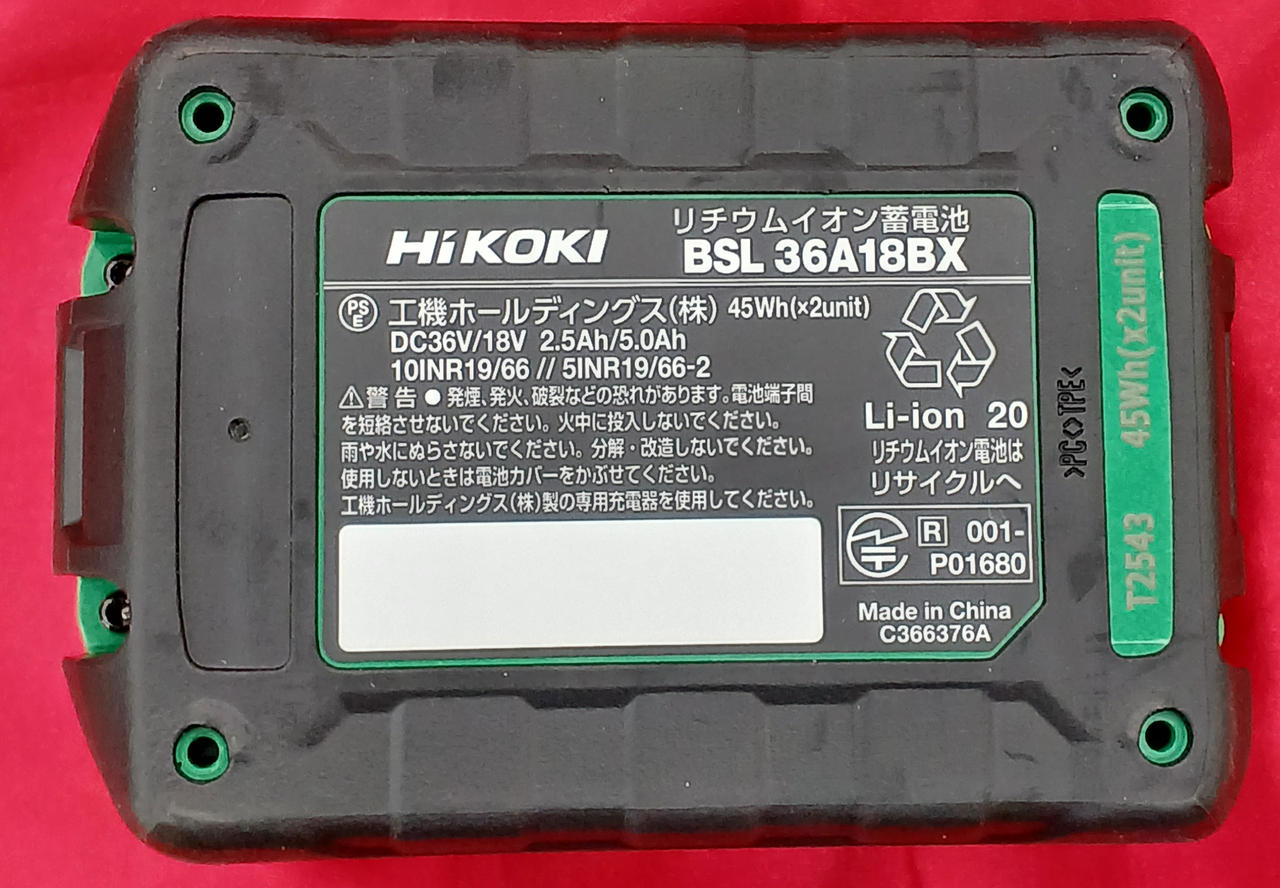 HiKOKI
リチウムイオン蓄電池
BSL 36A18BX
PSE 工機ホールディングス(株) 45Wh(×2unit)
DC36V/18V 2.5Ah/5.0Ah
10INR19/66 // 5INR19/66-2
⚠警告 ● 発煙、発火、破裂などの恐れがあります。電池端子間
を短絡させないでください。火中に投入しないでください。
雨や水にぬらさないでください。分解・改造しないでください。
使用しないときは電池カバーをかぶせてください。
工機ホールディングス(株)製の専用充電器を使用してください。
Li-ion 20
リチウムイオン電池は
リサイクルへ
R 001-
P01680
Made in China
C366376A
>PC<>TPE<
T2543 45Wh(x2unit)